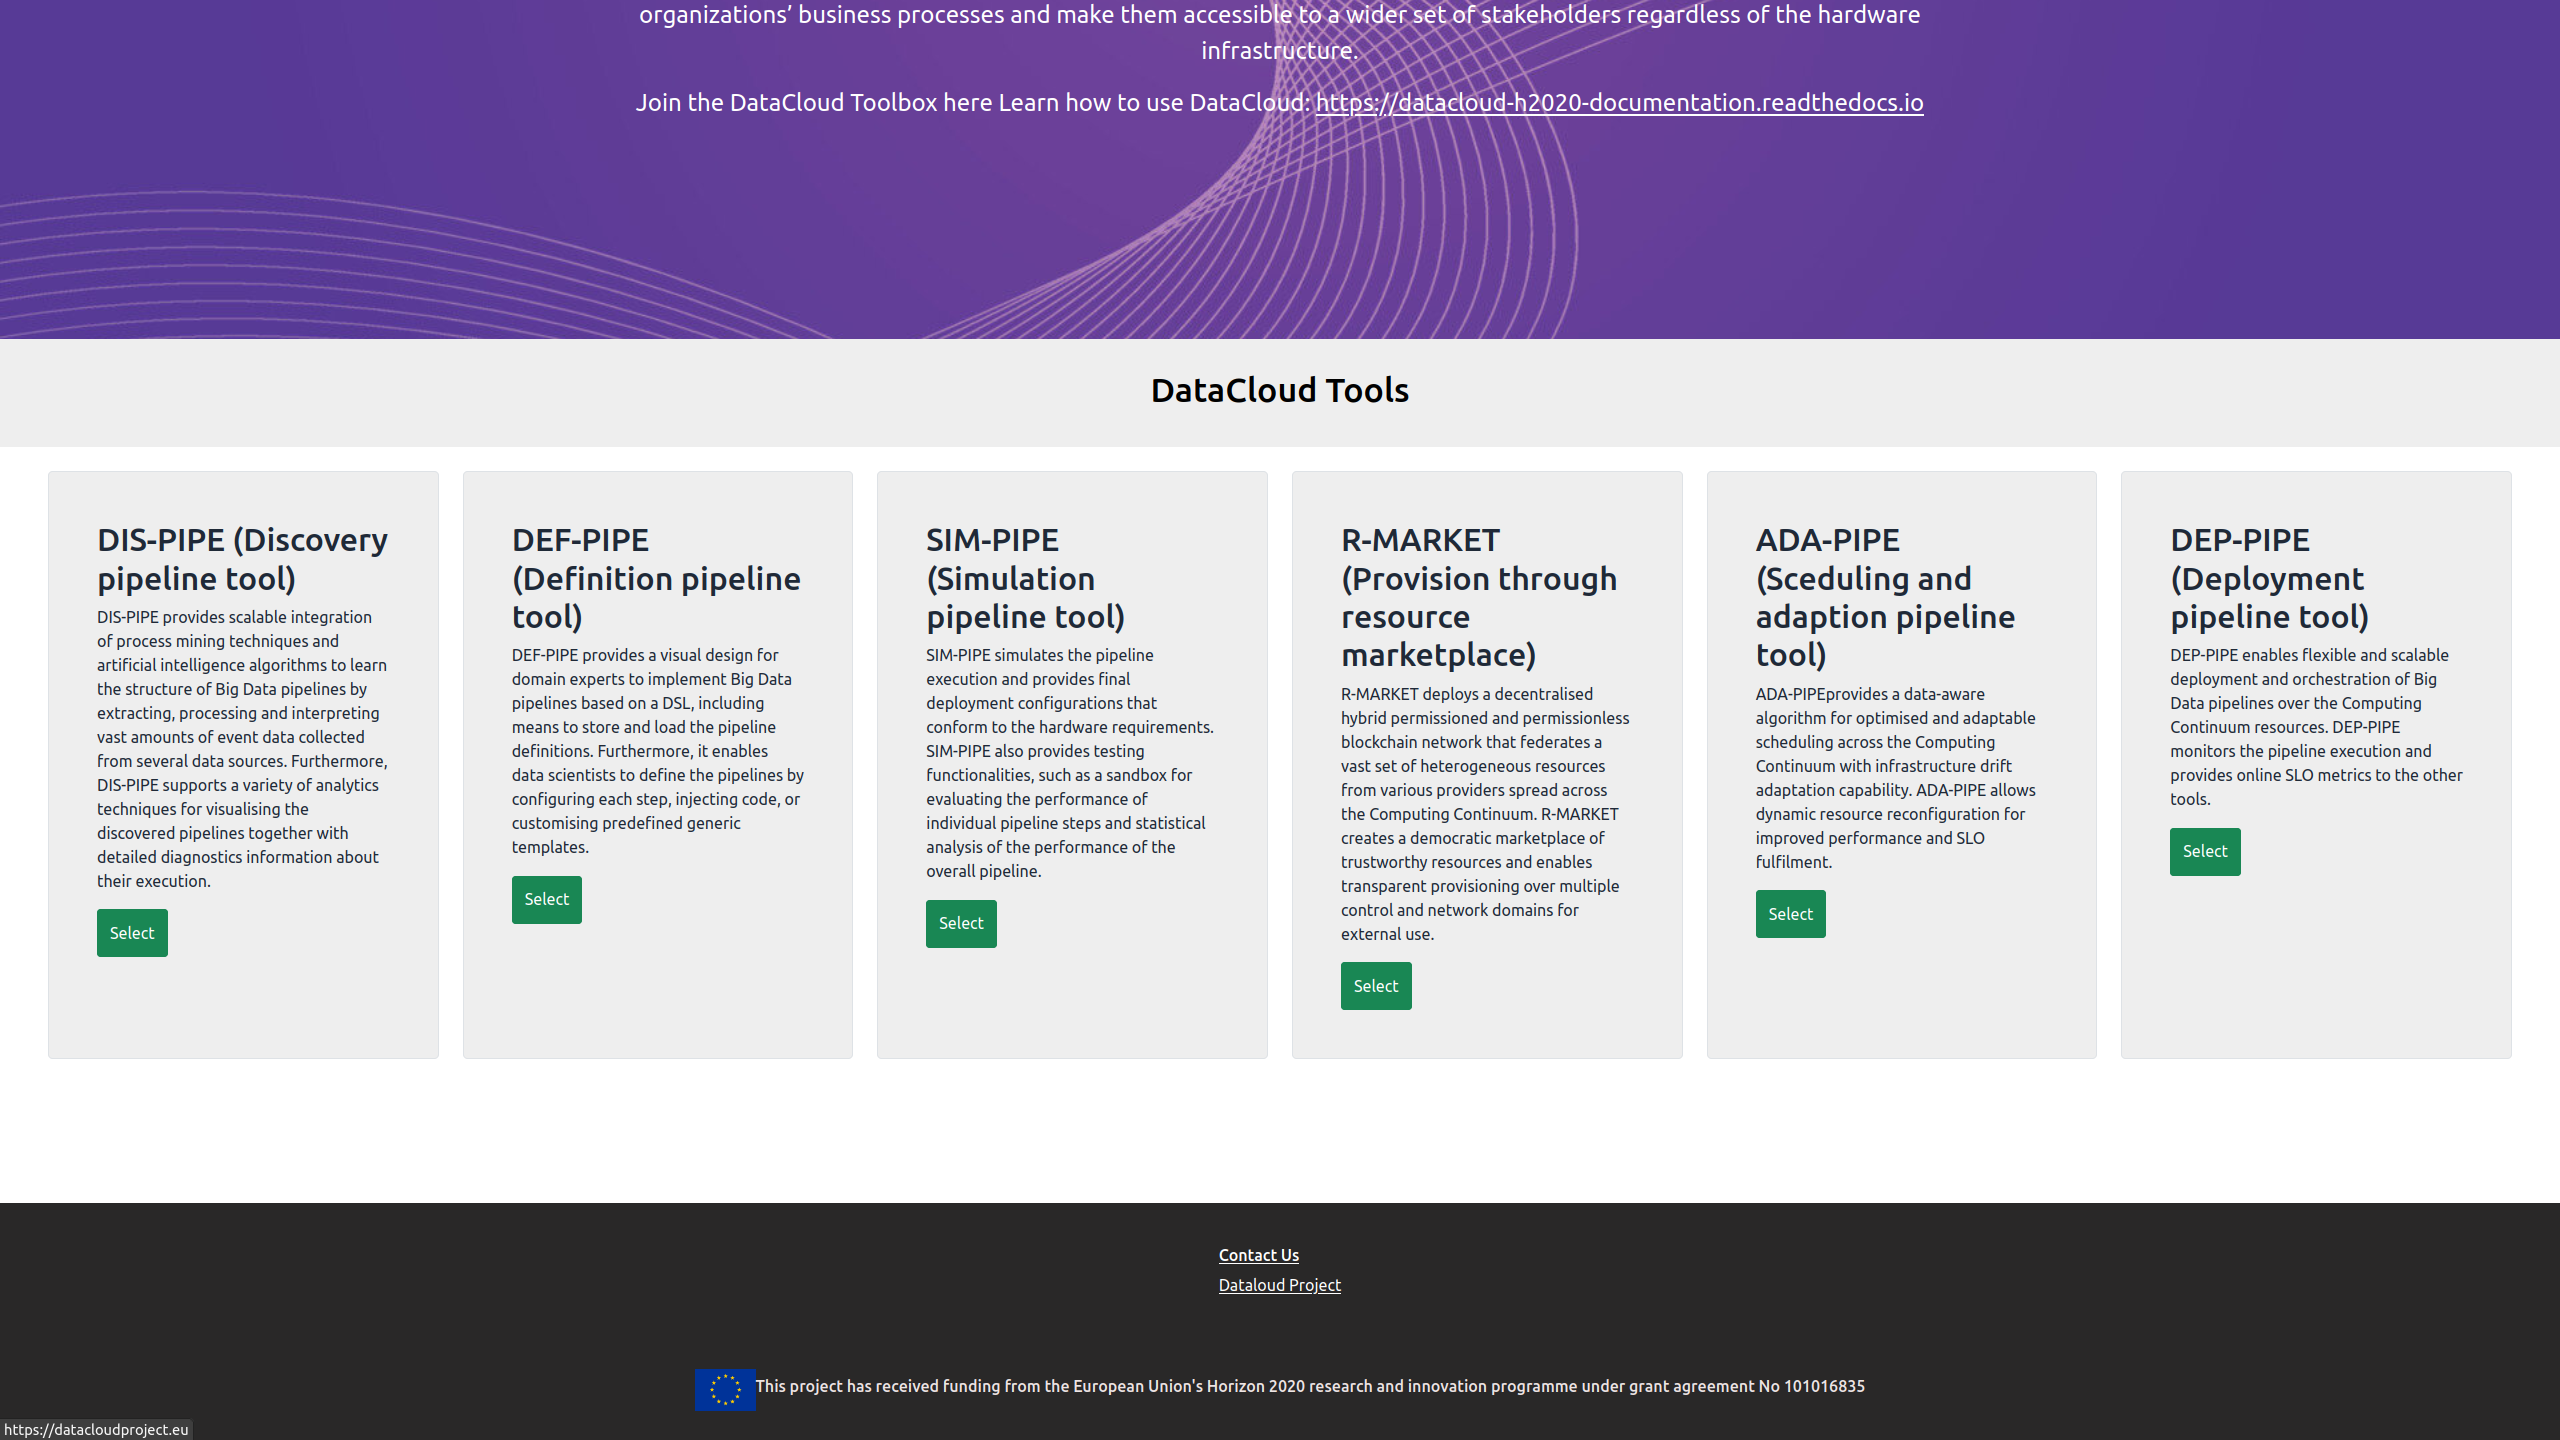 organizations’ business processes and make them accessible to a wider set of stakeholders regardless of the hardware
infrastructure.
Join the DataCloud Toolbox here Learn how to use DataCloud: https://datacloud-h2020-documentation.readthedocs.io
DataCloud Tools
DIS-PIPE (Discovery
pipeline tool)
DIS-PIPE provides scalable integration
of process mining techniques and
artificial intelligence algorithms to learn
the structure of Big Data pipelines by
extracting, processing and interpreting
vast amounts of event data collected
from several data sources. Furthermore,
DIS-PIPE supports a variety of analytics
techniques for visualising the
discovered pipelines together with
detailed diagnostics information about
their execution.
Select
DEF-PIPE
(Definition pipeline
tool)
DEF-PIPE provides a visual design for
domain experts to implement Big Data
pipelines based on a DSL, including
means to store and load the pipeline
definitions. Furthermore, it enables
data scientists to define the pipelines by
configuring each step, injecting code, or
customising predefined generic
templates.
Select
SIM-PIPE
(Simulation
pipeline tool)
SIM-PIPE simulates the pipeline
execution and provides final
deployment configurations that
conform to the hardware requirements.
SIM-PIPE also provides testing
functionalities, such as a sandbox for
evaluating the performance of
individual pipeline steps and statistical
analysis of the performance of the
overall pipeline.
Select
R-MARKET
(Provision through
resource
marketplace)
R-MARKET deploys a decentralised
hybrid permissioned and permissionless
blockchain network that federates a
vast set of heterogeneous resources
from various providers spread across
the Computing Continuum. R-MARKET
creates a democratic marketplace of
trustworthy resources and enables
transparent provisioning over multiple
control and network domains for
external use.
Select
ADA-PIPE
(Sceduling and
adaption pipeline
tool)
ADA-PIPEprovides a data-aware
algorithm for optimised and adaptable
scheduling across the Computing
Continuum with infrastructure drift
adaptation capability. ADA-PIPE allows
dynamic resource reconfiguration for
improved performance and SLO
fulfilment.
Select
DEP-PIPE
(Deployment
pipeline tool)
DEP-PIPE enables flexible and scalable
deployment and orchestration of Big
Data pipelines over the Computing
Continuum resources. DEP-PIPE
monitors the pipeline execution and
provides online SLO metrics to the other
tools.
Select
Contact Us
Dataloud Project
This project has received funding from the European Union's Horizon 2020 research and innovation programme under grant agreement No 101016835
https://datacloudproject.eu